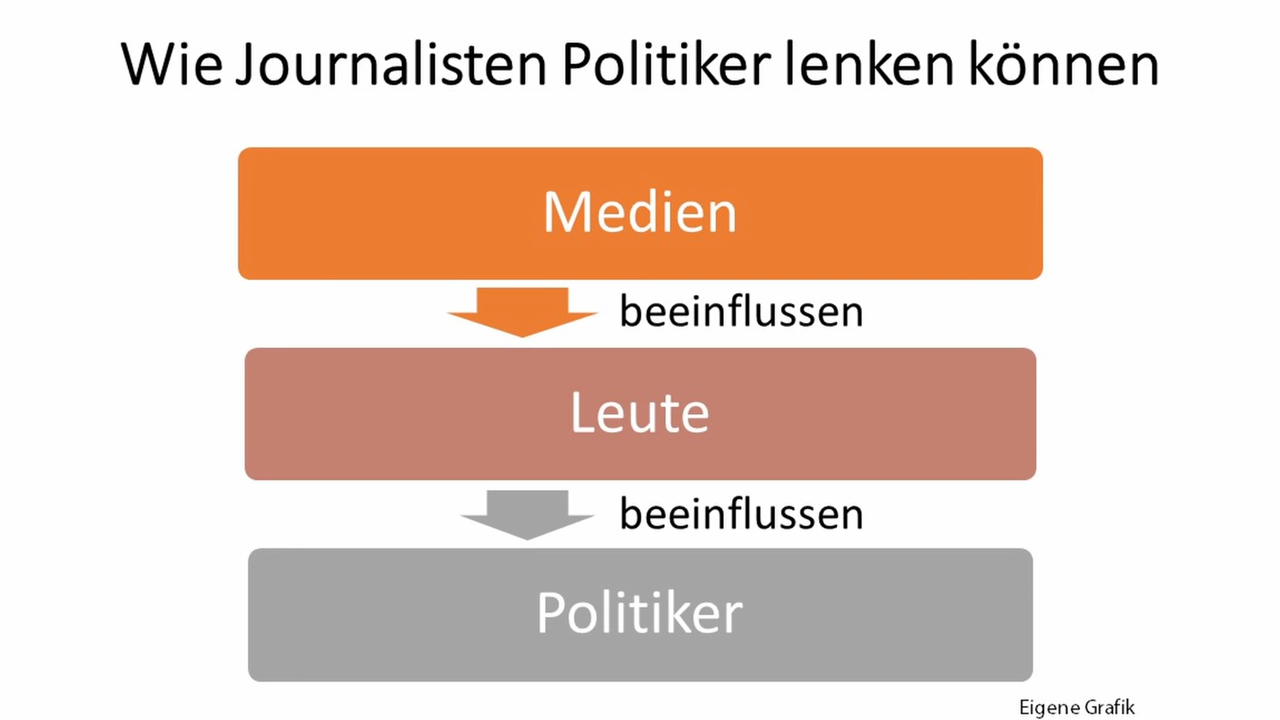 Wie Journalisten Politiker lenken können
Medien
beeinflussen
Leute
beeinflussen
Politiker
Eigene Grafik